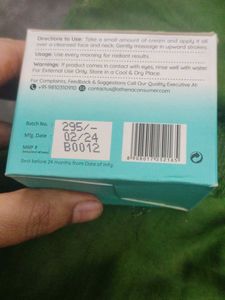 Directions to Use: Take a small amount of cream and apply it all
over a cleansed face and neck. Gently massage in upward strokes.
Usage: Use every morning for radiant results.
Warnings: If product comes in contact with eyes, rinse well with water.
For External Use Only. Store in a Cool & Dry Place.
For Complaints, Feedback & Suggestions Call Our Quality Executive At:
contactus@athenaconsumer.com
Batch No.
Mfg. Date :
MRP ₹
295/-
02/24
B0012
Best before 24 months from Date of Mfg.